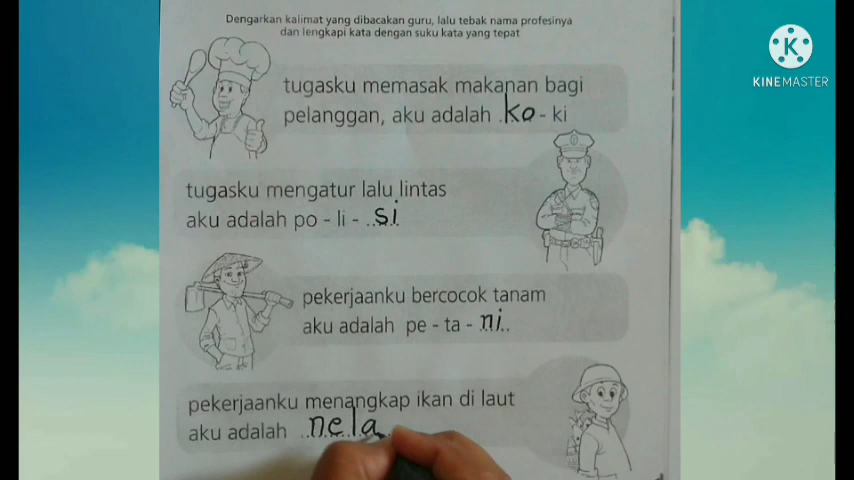 Dengarkan kalimat yang dibacakan guru, lalu tebak nama profesinya
dan lengkapi kata dengan suku kata yang tepat
K
KINEMASTER
tugasku memasak makanan bagi
pelanggan, aku adalah .ko - ki
tugasku mengatur lalu lintas
aku adalah po - li - ..si..
pekerjaanku bercocok tanam
aku adalah pe - ta - ..ni..
pekerjaanku menangkap ikan di laut
aku adalah ..nela